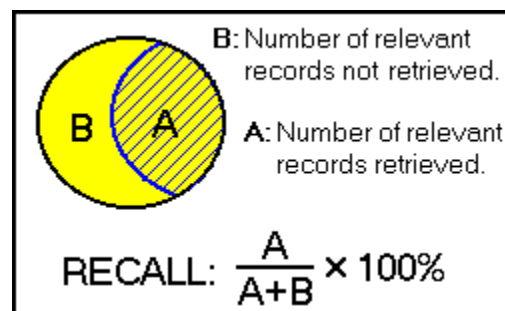 B: Number of relevant
records not retrieved.
B
A
A: Number of relevant
records retrieved.
RECALL: A/A+B × 100%